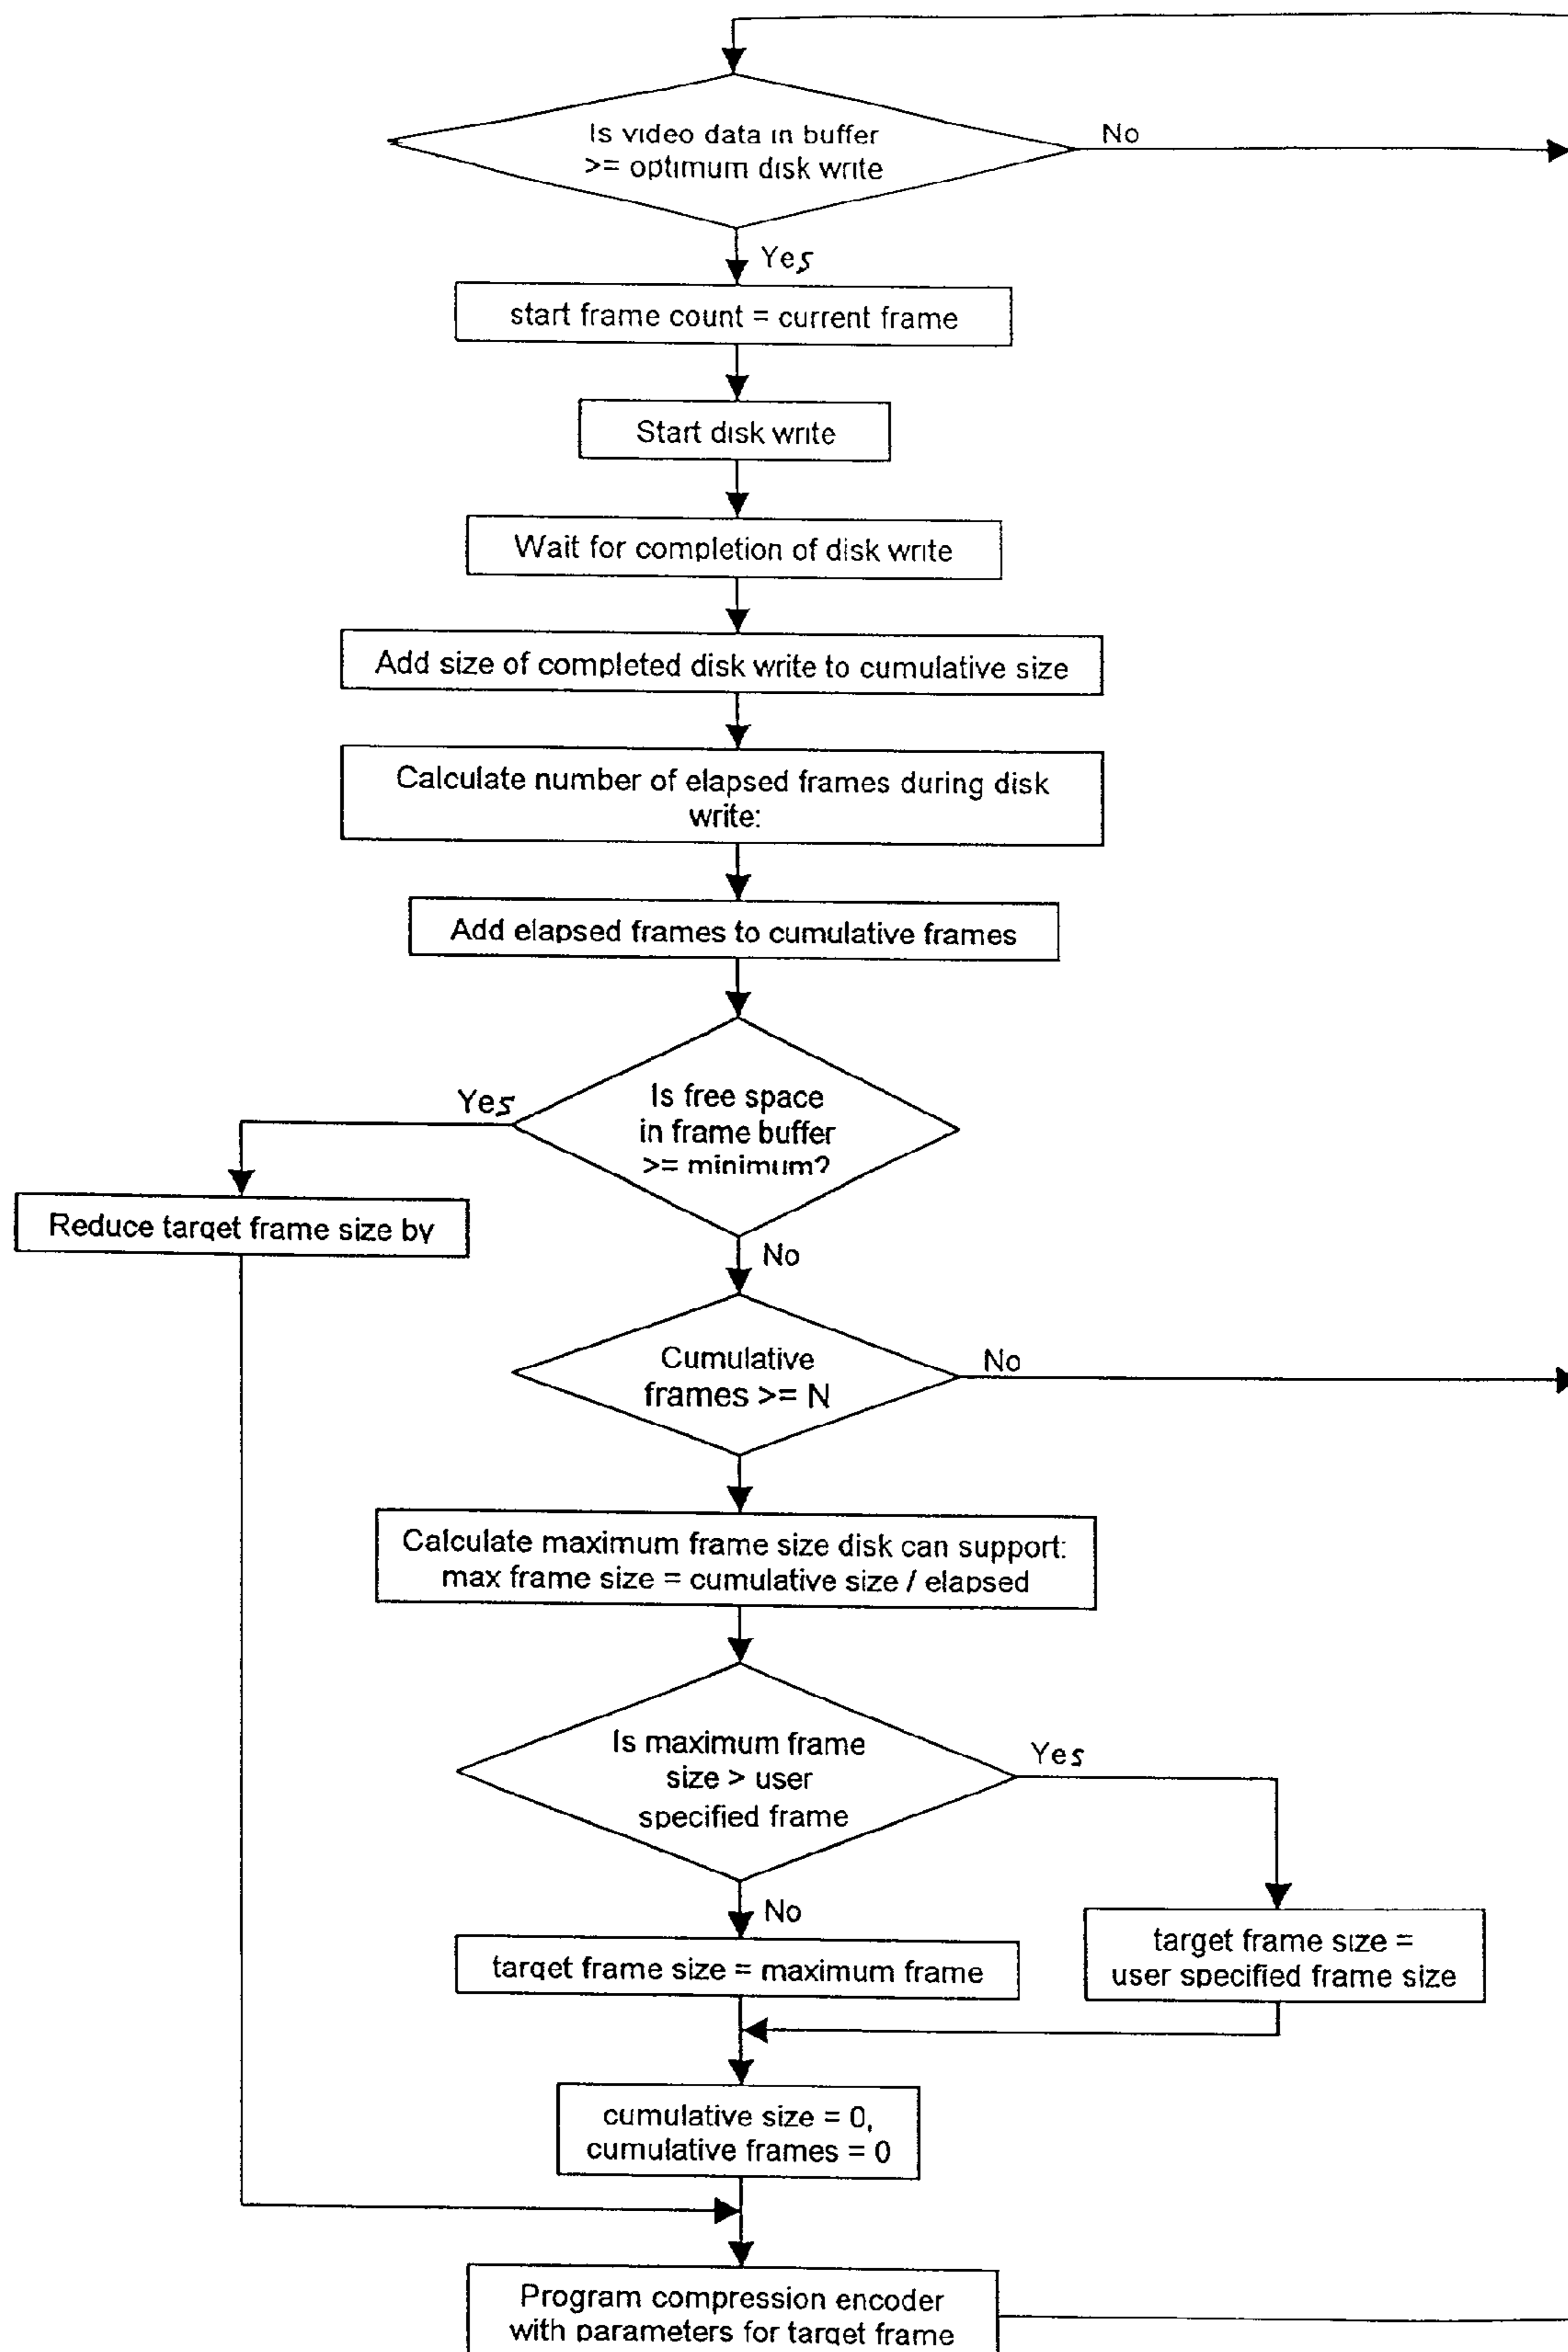 Is video data in buffer
>= optimum disk write
No
Yes
start frame count = current frame
Start disk write
Wait for completion of disk write
Add size of completed disk write to cumulative size
Calculate number of elapsed frames during disk
write:
Add elapsed frames to cumulative frames
Is free space
in frame buffer
>= minimum?
Yes
Reduce target frame size by
No
Cumulative
frames >= N
No
Calculate maximum frame size disk can support:
max frame size = cumulative size / elapsed
Is maximum frame
size > user
specified frame
Yes
No
target frame size = maximum frame
target frame size =
user specified frame size
cumulative size = 0,
cumulative frames = 0
Program compression encoder
with parameters for target frame